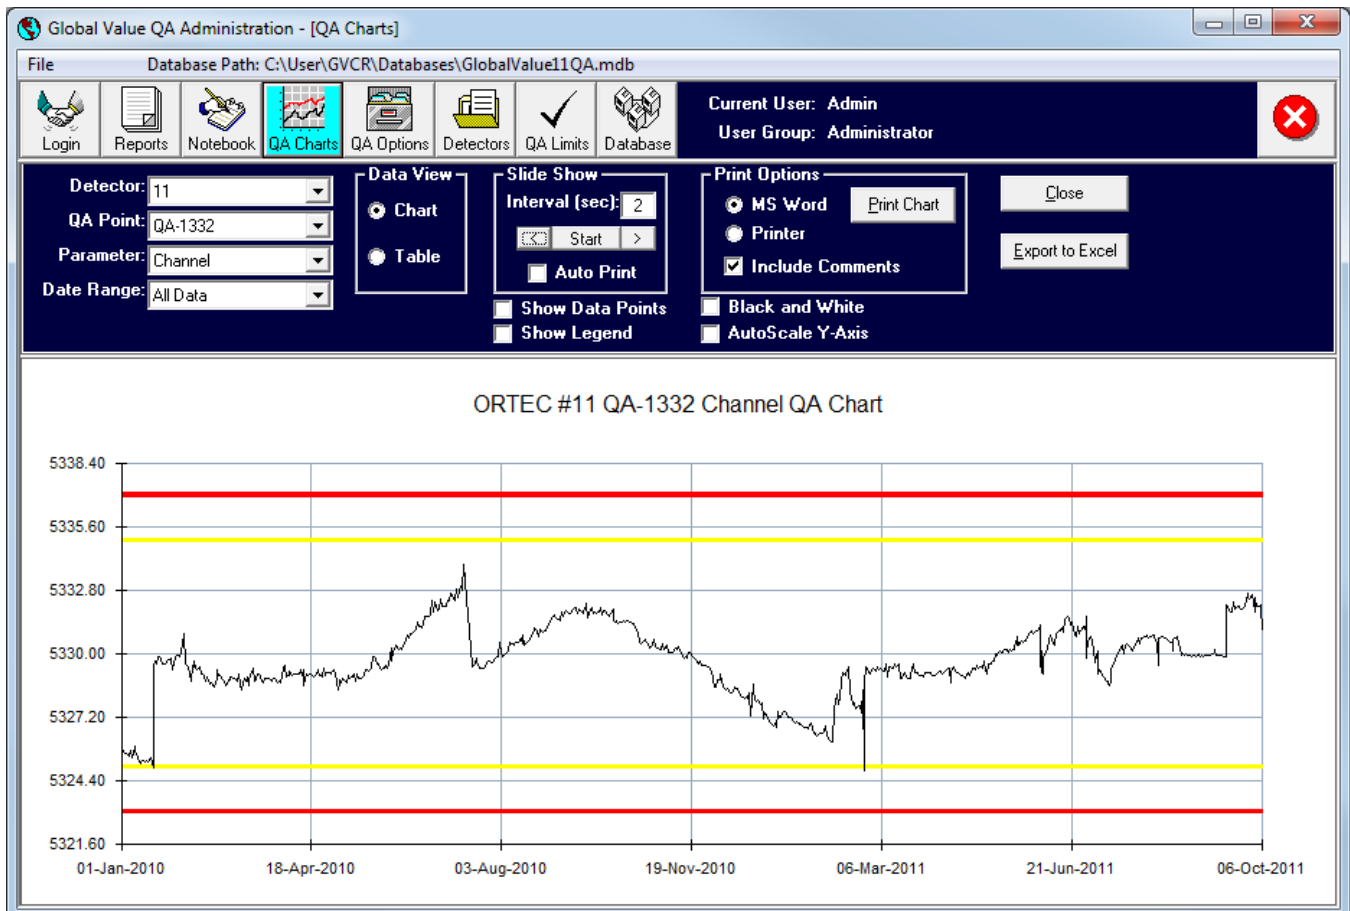 Global Value QA Administration - [QA Charts]
File Database Path: C:\User\GVCR\Databases\GlobalValue11QA.mdb
Login Reports Notebook QA Charts QA Options Detectors QA Limits Database
Current User: Admin
User Group: Administrator
Detector: 11
QA Point: QA-1332
Parameter: Channel
Date Range: All Data
Data View
Chart
Table
Slide Show
Interval (sec): 2
< Start >
Auto Print
Show Data Points
Show Legend
Print Options
MS Word Print Chart
Printer
Include Comments
Black and White
AutoScale Y-Axis
Close
Export to Excel
ORTEC #11 QA-1332 Channel QA Chart
5338.40
5335.60
5332.80
5330.00
5327.20
5324.40
5321.60
01-Jan-2010 18-Apr-2010 03-Aug-2010 19-Nov-2010 06-Mar-2011 21-Jun-2011 06-Oct-2011